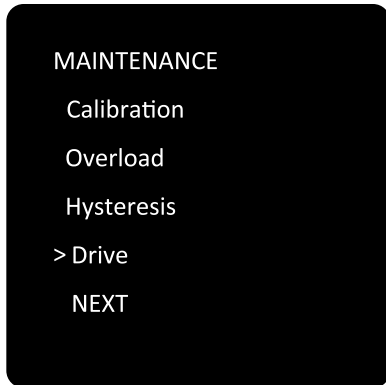 MAINTENANCE
Calibration
Overload
Hysteresis
> Drive
NEXT